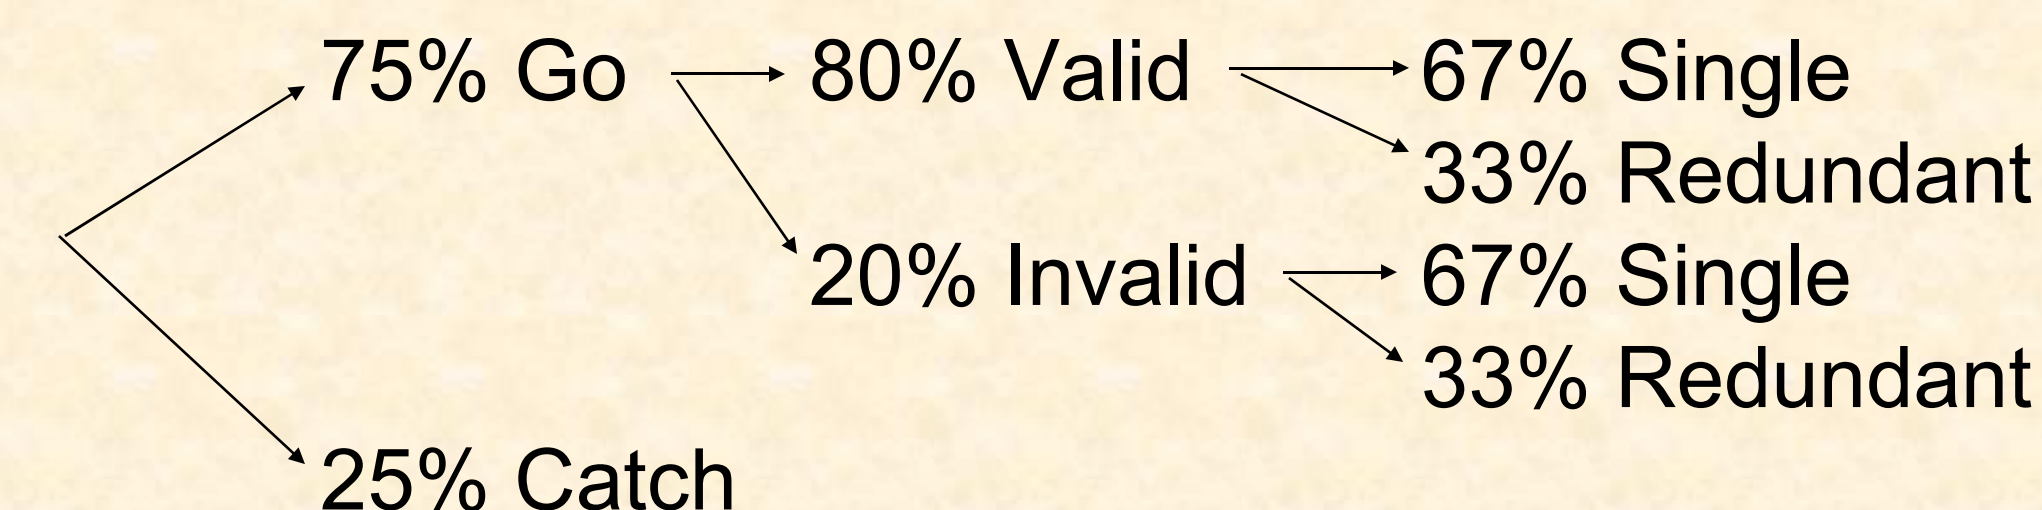 75% Go 80% Valid 67% Single
33% Redundant
20% Invalid 67% Single
33% Redundant
25% Catch